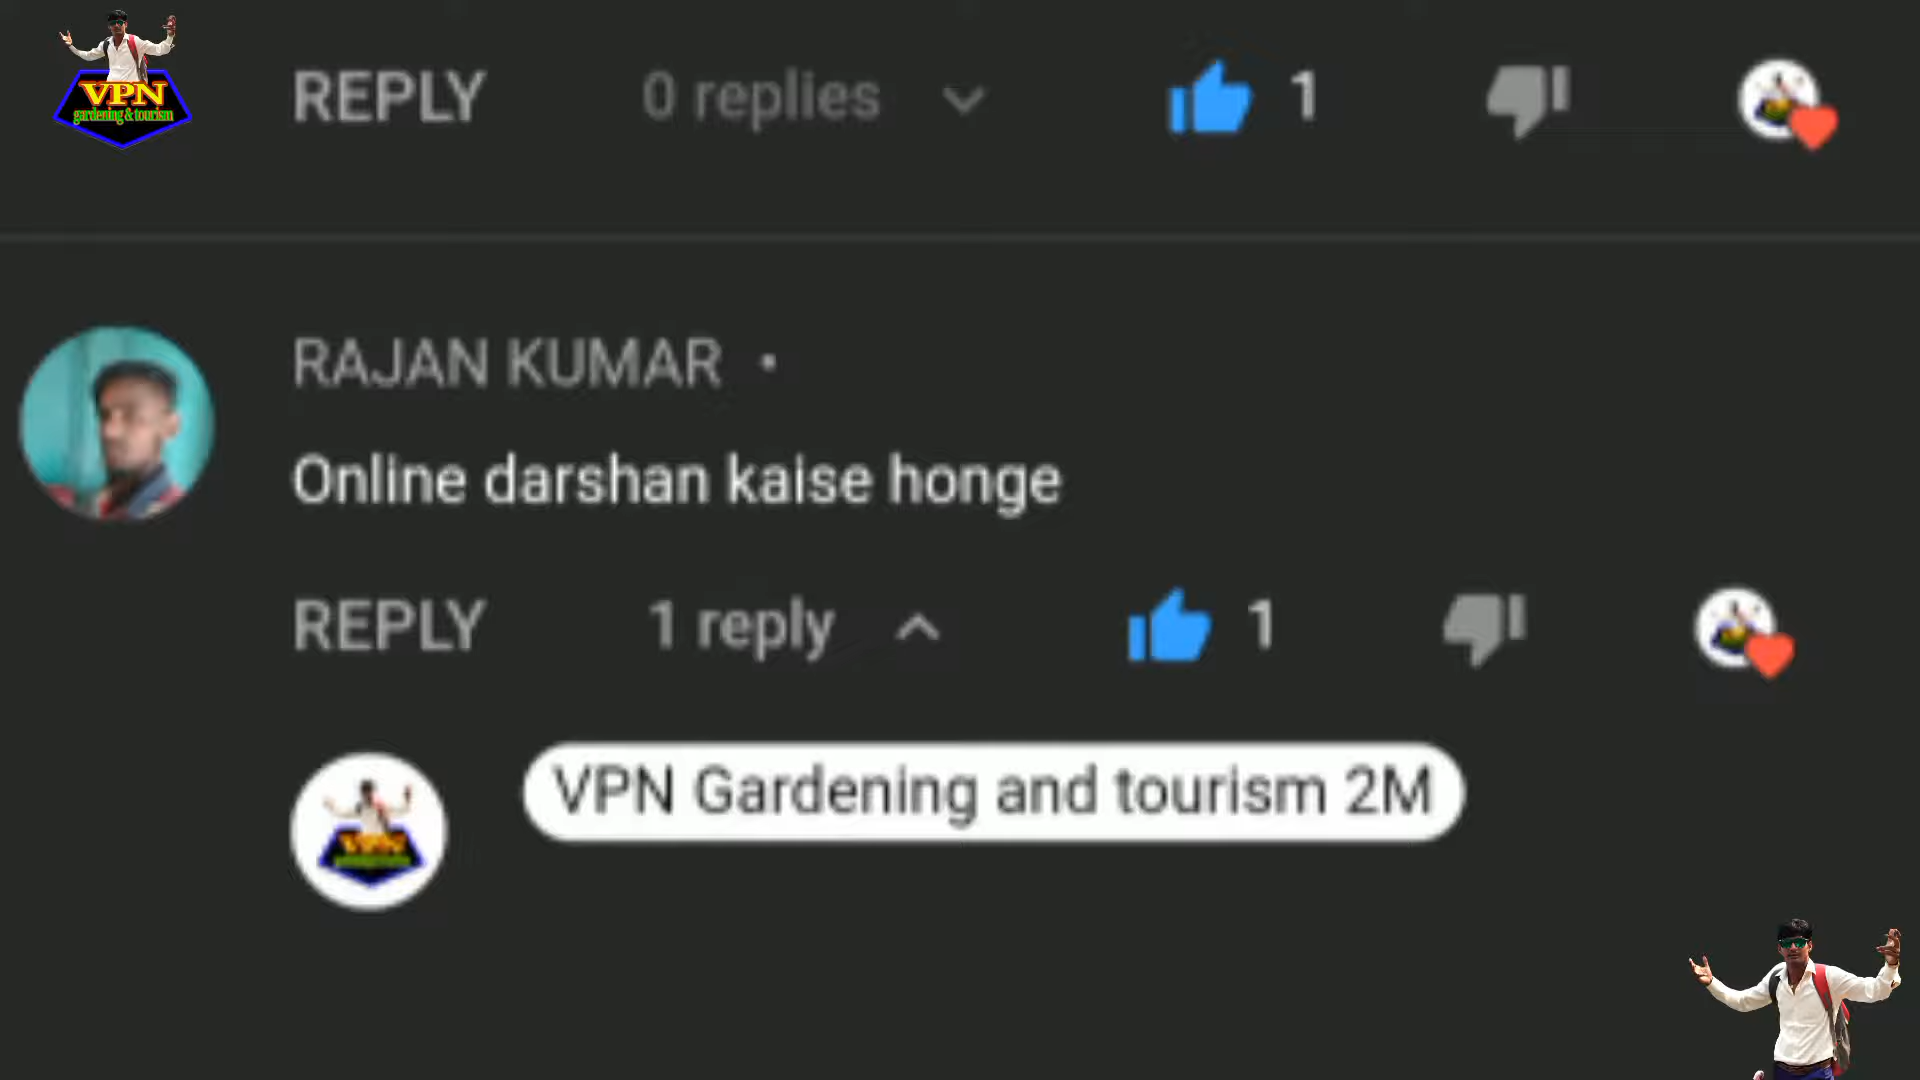 VPN
gardening & tourism
REPLY 0 replies 1
RAJAN KUMAR •
Online darshan kaise honge
REPLY 1 reply 1
VPN Gardening and tourism 2M